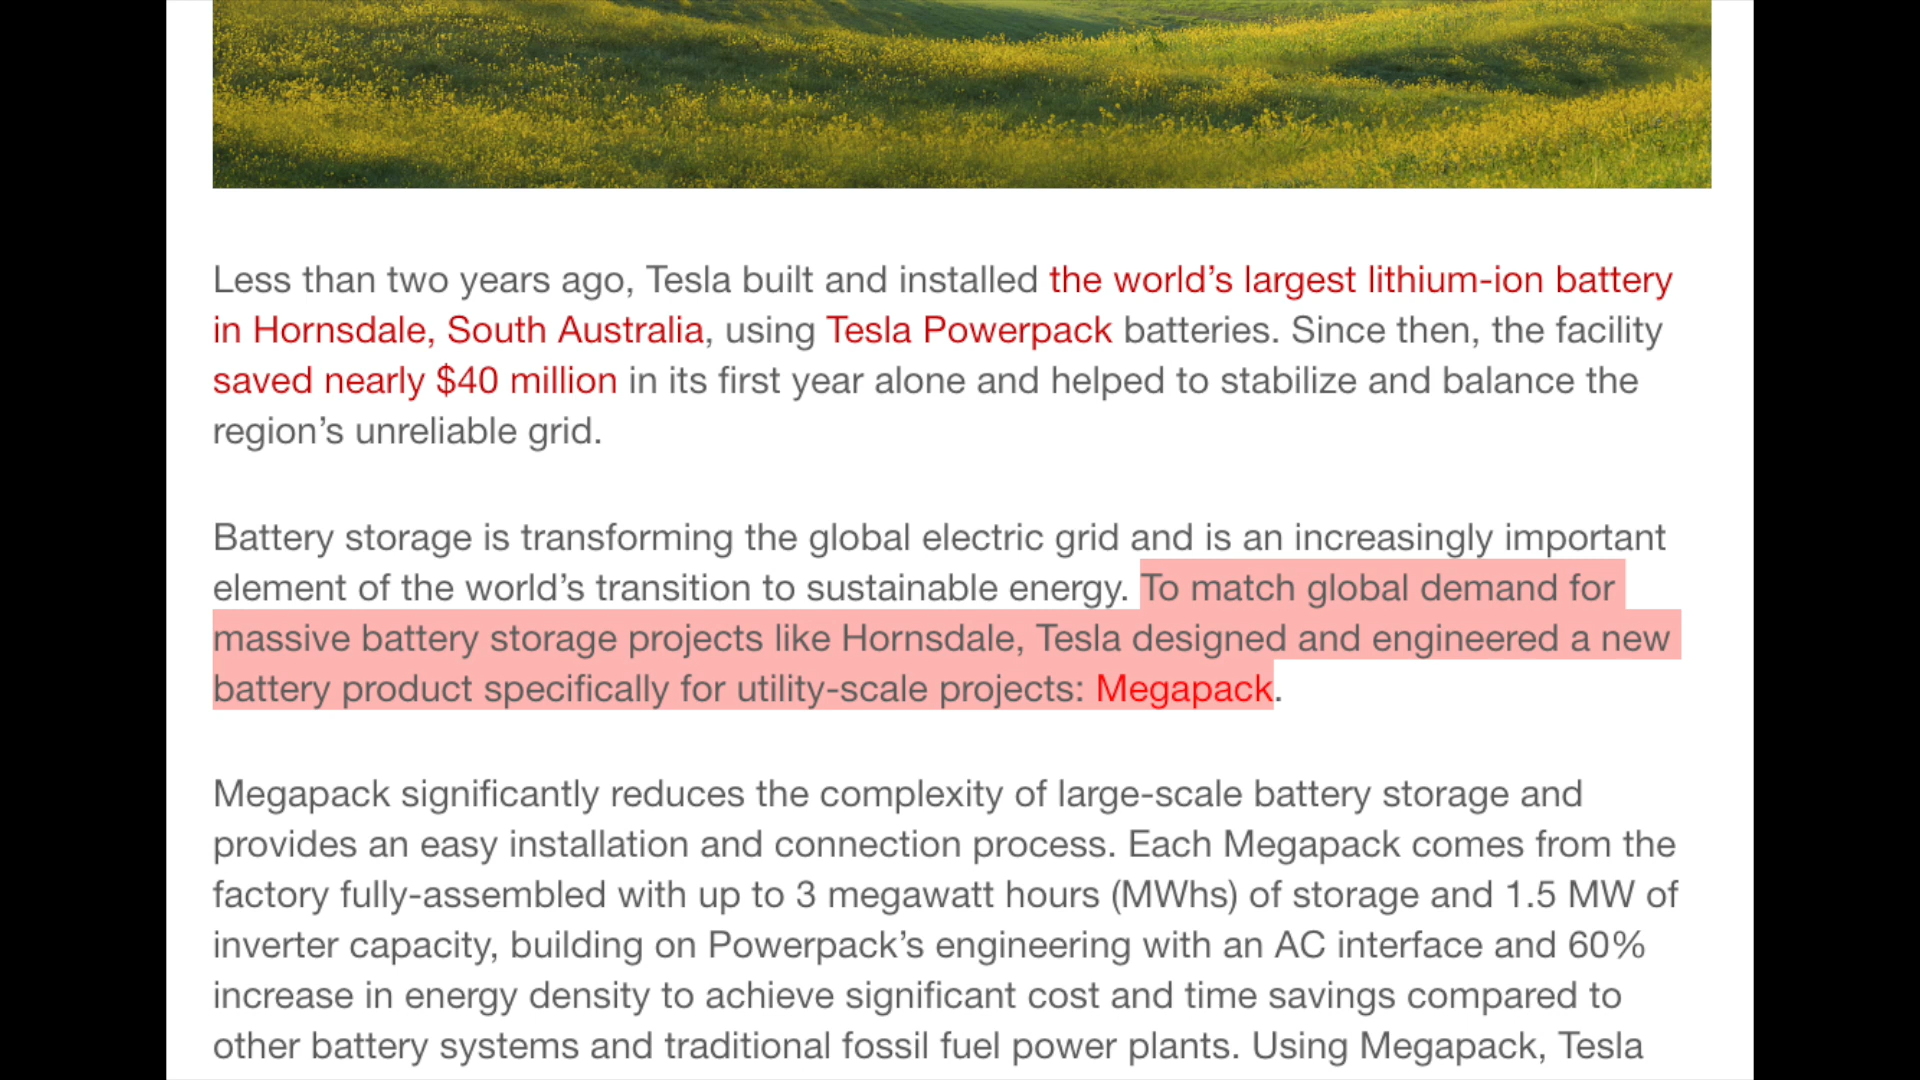 Less than two years ago, Tesla built and installed the world’s largest lithium-ion battery
in Hornsdale, South Australia, using Tesla Powerpack batteries. Since then, the facility
saved nearly $40 million in its first year alone and helped to stabilize and balance the
region’s unreliable grid.
Battery storage is transforming the global electric grid and is an increasingly important
element of the world’s transition to sustainable energy. To match global demand for
massive battery storage projects like Hornsdale, Tesla designed and engineered a new
battery product specifically for utility-scale projects: Megapack.
Megapack significantly reduces the complexity of large-scale battery storage and
provides an easy installation and connection process. Each Megapack comes from the
factory fully-assembled with up to 3 megawatt hours (MWhs) of storage and 1.5 MW of
inverter capacity, building on Powerpack’s engineering with an AC interface and 60%
increase in energy density to achieve significant cost and time savings compared to
other battery systems and traditional fossil fuel power plants. Using Megapack, Tesla